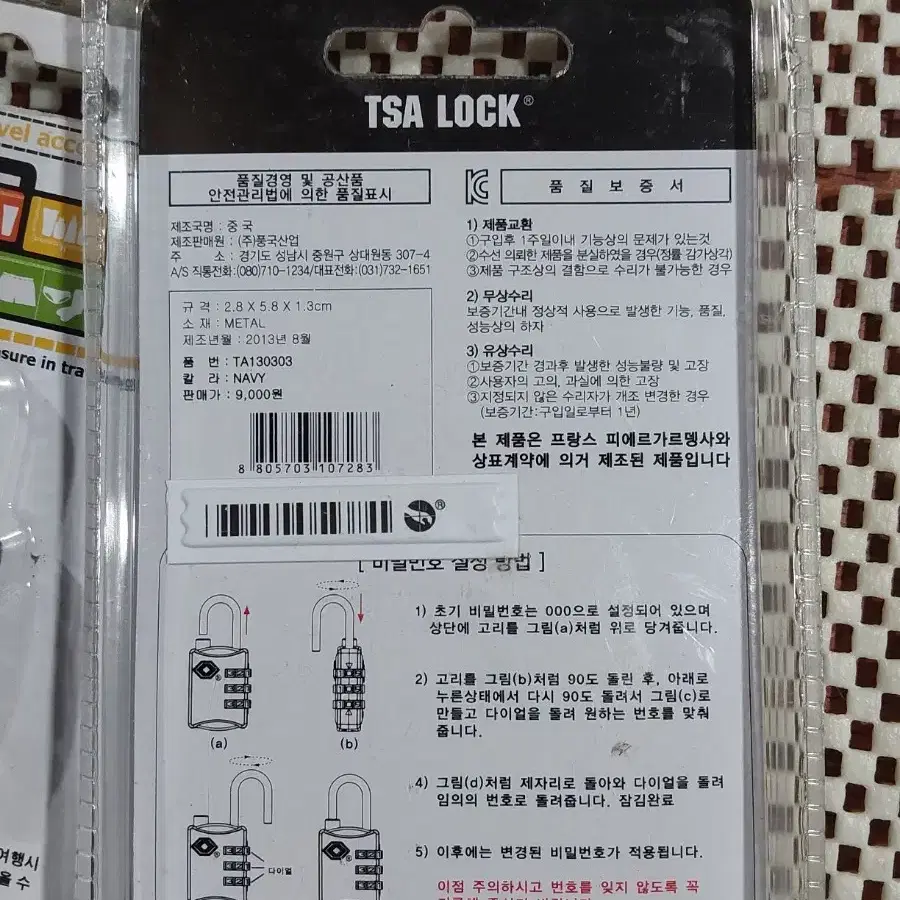 TSA LOCK®
품질경영 및 공산품
안전관리법에 의한 품질표시
제조국명 : 중 국
제조판매원 : (주)풍국산업
주 소 : 경기도 성남시 중원구 상대원동 307-4
A/S 직통전화:(080)710-1234/대표전화:(031)732-1651
규 격 : 2.8 X 5.8 X 1.3cm
소 재 : METAL
제조년월 : 2013년 8월
품 번 : TA130303
칼 라 : NAVY
판매가 : 9,000원
8 805703 107283
품 질 보 증 서
1) 제품교환
①구입후 1주일이내 기능상의 문제가 있는것
②수선 의뢰한 제품을 분실하였을 경우(정률 감가상각)
③제품 구조상의 결함으로 수리가 불가능한 경우
2) 무상수리
보증기간내 정상적 사용으로 발생한 기능, 품질,
성능상의 하자
3) 유상수리
①보증기간 경과후 발생한 성능불량 및 고장
②사용자의 고의, 과실에 의한 고장
③지정되지 않은 수리자가 개조 변경한 경우
(보증기간:구입일로부터 1년)
본 제품은 프랑스 피에르가르뎅사와
상표계약에 의거 제조된 제품입니다
®
[ 비밀번호 설정 방법 ]
1) 초기 비밀번호는 000으로 설정되어 있으며
상단에 고리를 그림(a)처럼 위로 당겨줍니다.
2) 고리를 그림(b)처럼 90도 돌린 후, 아래로
누른상태에서 다시 90도 돌려서 그림(c)로
만들고 다이얼을 돌려 원하는 번호를 맞춰
줍니다.
(a)
(b)
4) 그림(d)처럼 제자리로 돌아와 다이얼을 돌려
임의의 번호로 돌려줍니다. 잠김완료
5) 이후에는 변경된 비밀번호가 적용됩니다.
다이얼
이점 주의하시고 번호를 잊지 않도록 꼭
vel acc
sure in tra
여행시